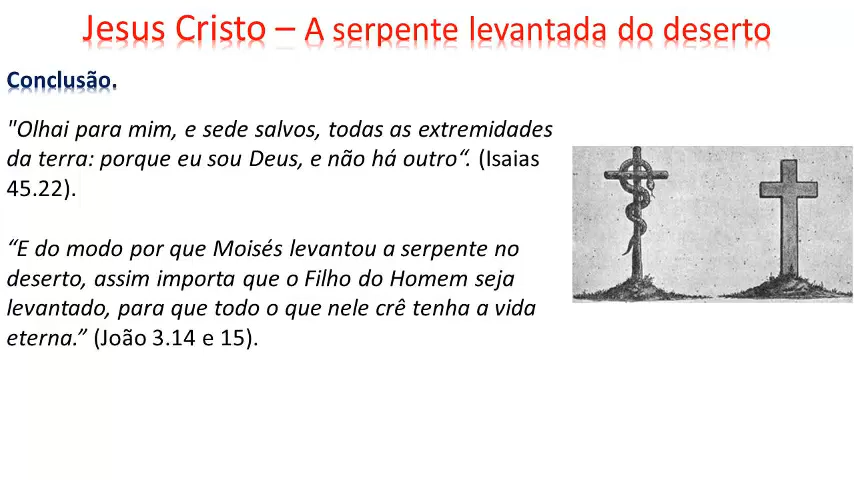 Jesus Cristo – A serpente levantada do deserto
Conclusão.
"Olhai para mim, e sede salvos, todas as extremidades
da terra: porque eu sou Deus, e não há outro“. (Isaias
45.22).
“E do modo por que Moisés levantou a serpente no
deserto, assim importa que o Filho do Homem seja
levantado, para que todo o que nele crê tenha a vida
eterna.” (João 3.14 e 15).